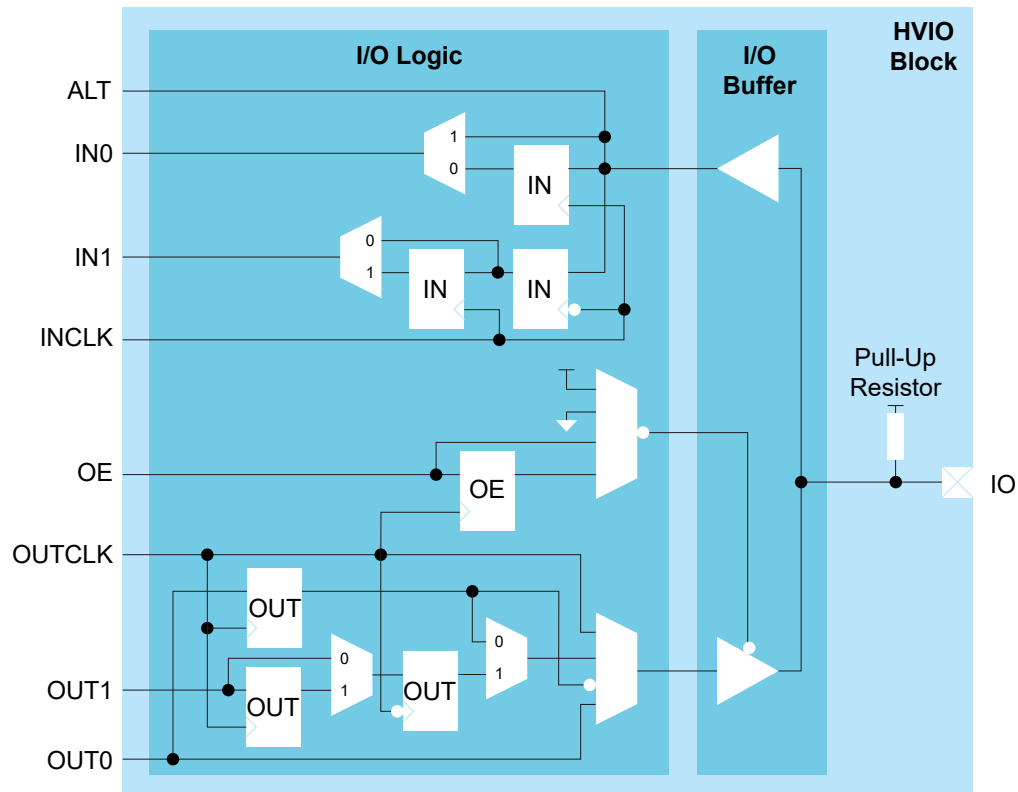 HVIO
Block
I/O Logic
I/O
Buffer
ALT
1
IN0
0
IN
0
IN1
1
IN
IN
INCLK
Pull-Up
Resistor
OE
OE
IO
OUTCLK
OUT
0
0
1
OUT1
1
OUT
OUT
OUT0